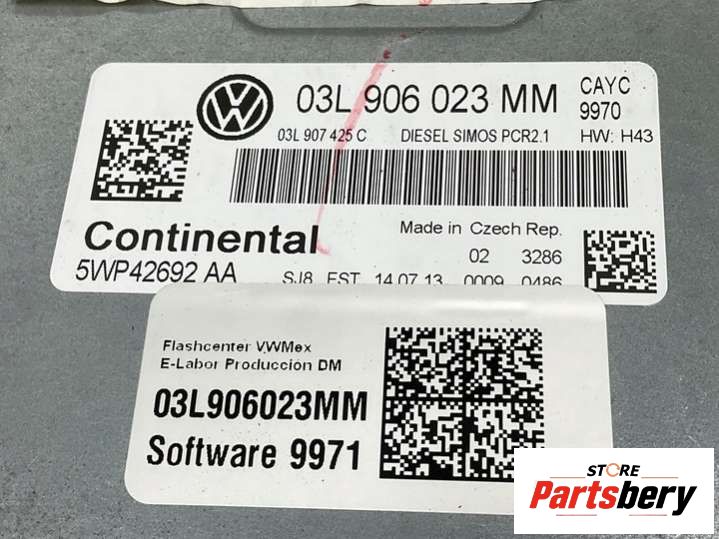 03L 906 023 MM CAYC
9970
03L 907 425 C DIESEL SIMOS PCR2.1 HW: H43
Continental Made in Czech Rep.
02 3286
5WP42692 AA SJ8 EST 14.07.13 0009 0486
Flashcenter VWMex
E-Labor Producción DM
03L906023MM
Software 9971
STORE
Partsbery